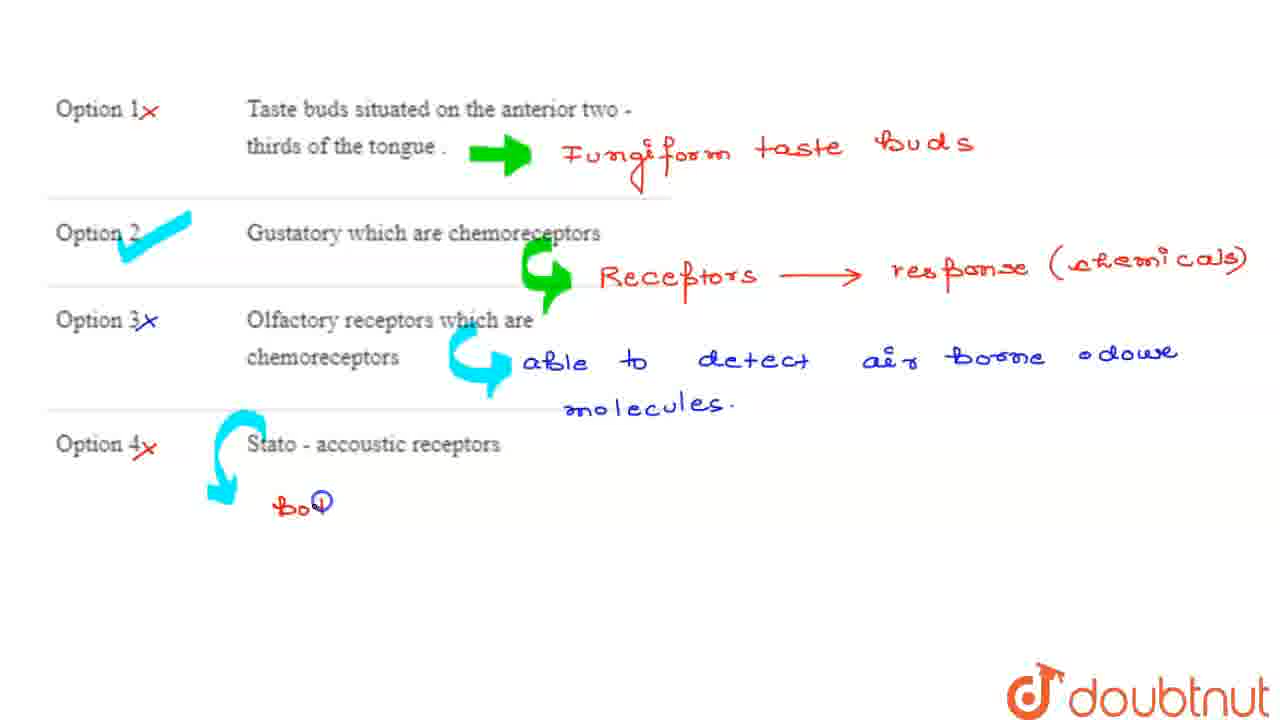 Option 1 Taste buds situated on the anterior two -
thirds of the tongue .
Fungiform taste buds
Option 2 Gustatory which are chemoreceptors
Receptors → response (chemicals)
Option 3 Olfactory receptors which are
chemoreceptors
able to detect air borne odoure
molecules.
Option 4 Stato - accoustic receptors
doubtnut